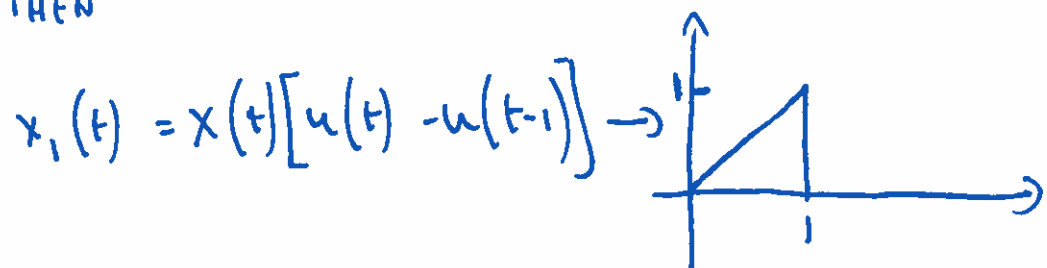 THEN
x₁(t) = x(t)[u(t) - u(t-1)] →
1
1